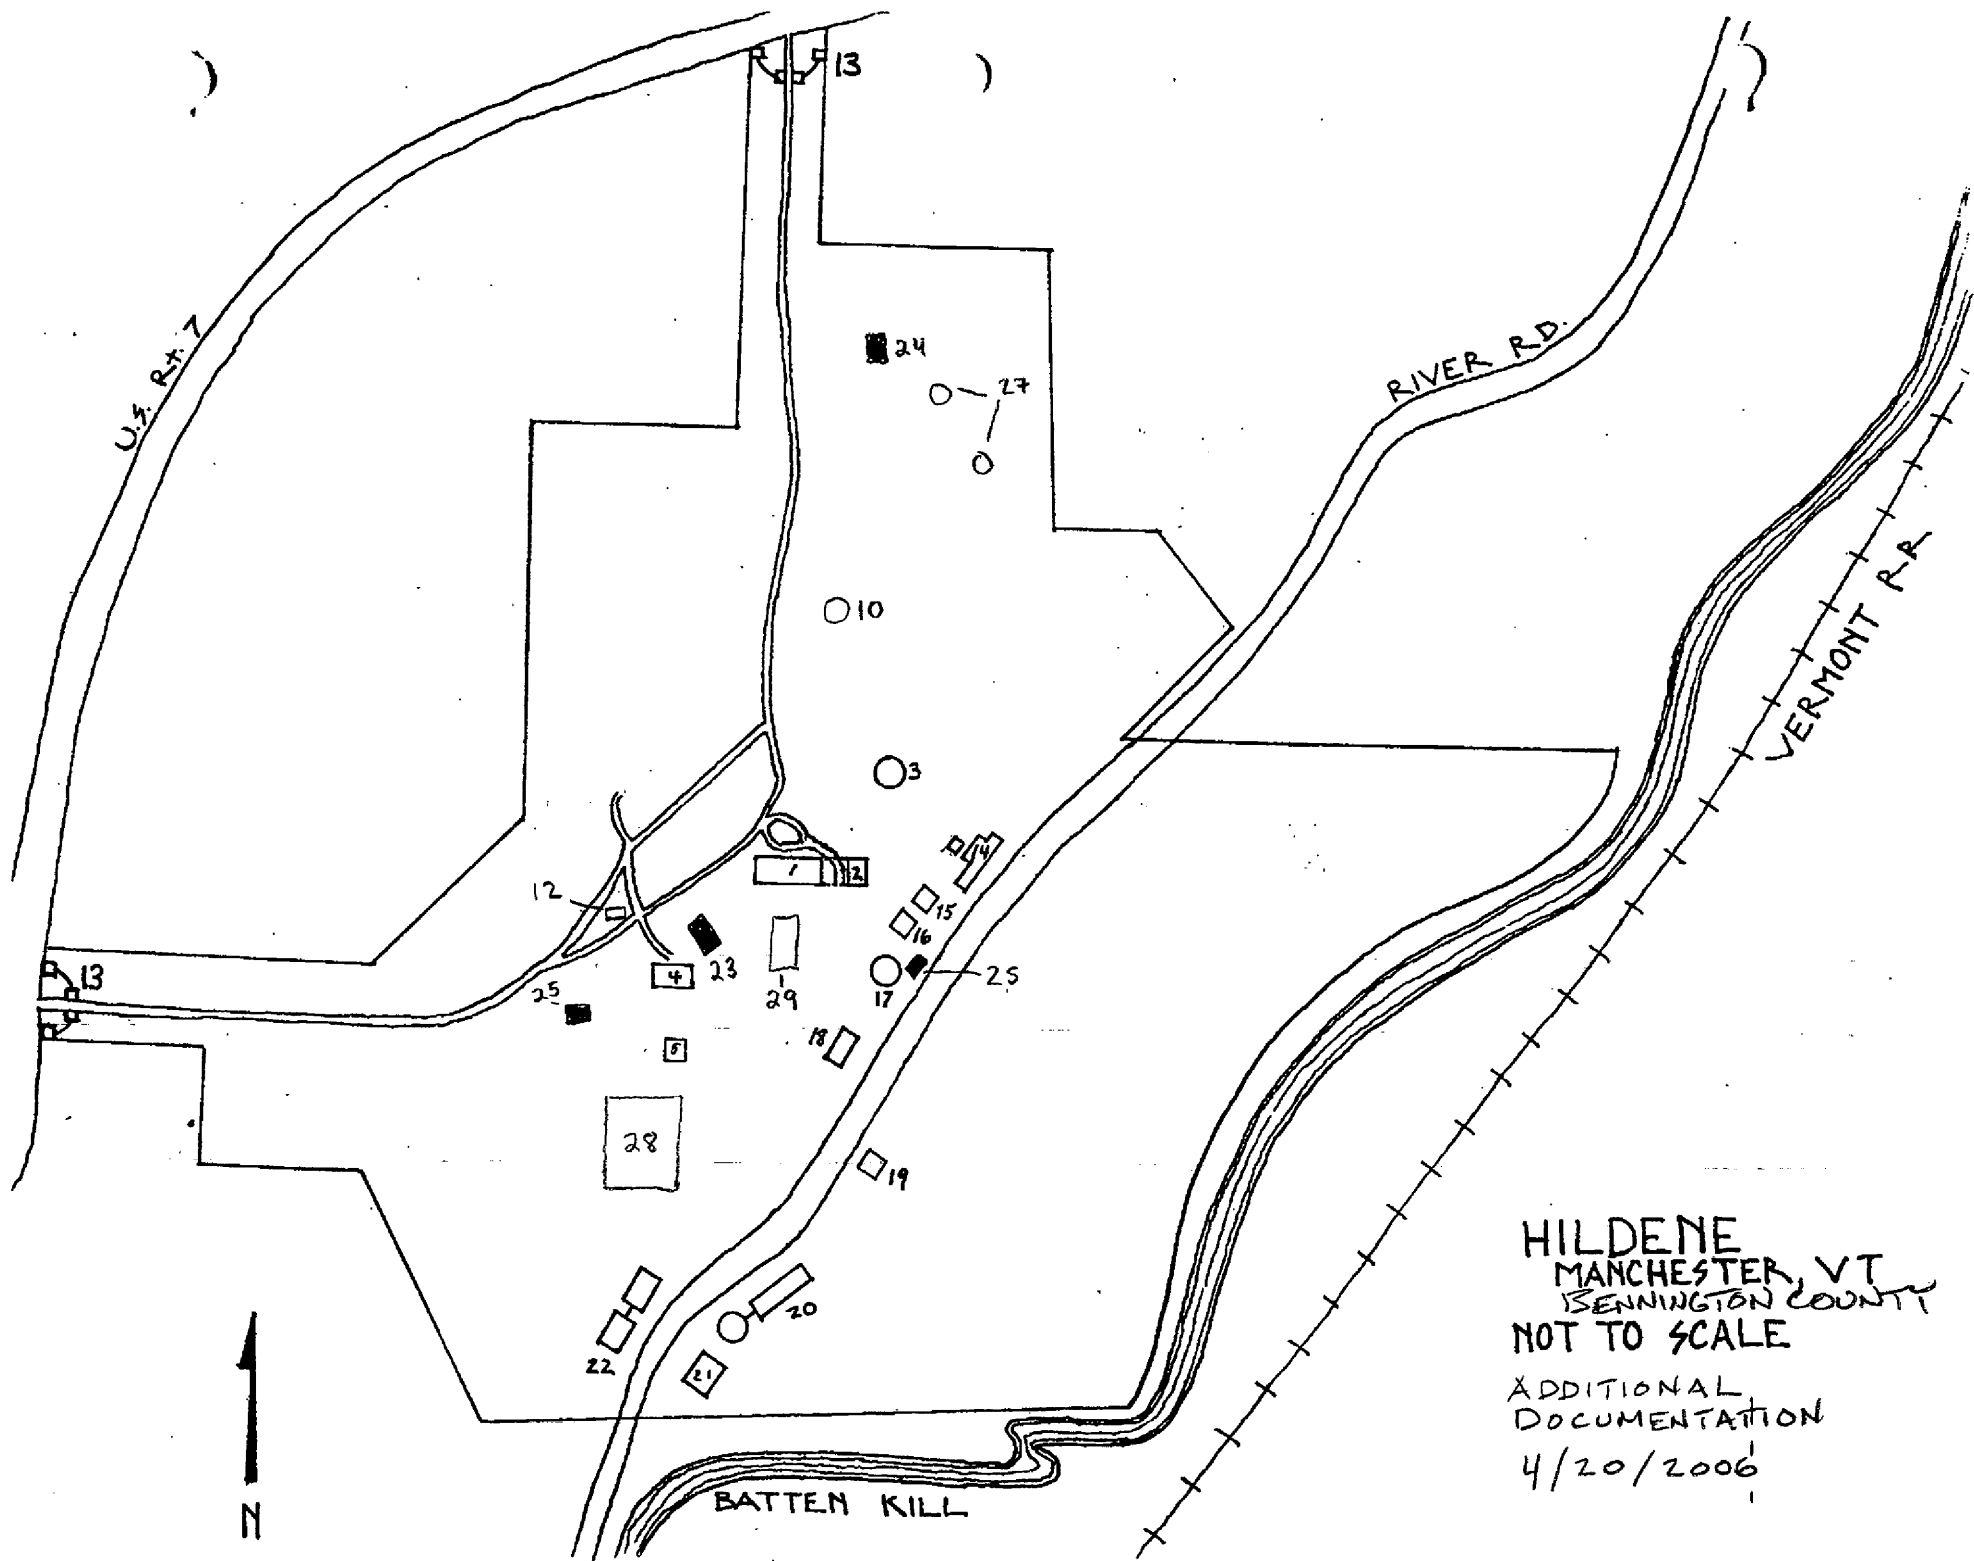 13
U.S. Rt. 7
24
27
RIVER RD.
VERMONT R.R.
10
3
1
2
14
12
15
16
13
4
23
29
17
25
25
18
5
28
19
20
22
21
N
BATTEN KILL
HILDENE
MANCHESTER, VT
BENNINGTON COUNTY
NOT TO SCALE
ADDITIONAL
DOCUMENTATION
4/20/2006